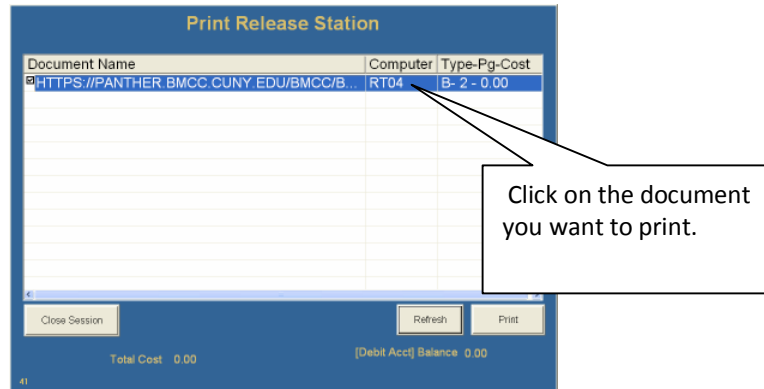 Print Release Station
Document Name Computer Type-Pg-Cost
HTTPS://PANTHER.BMCC.CUNY.EDU/BMCC/B... RT04 B- 2 - 0.00
Click on the document
you want to print.
Close Session Refresh Print
Total Cost 0.00 [Debit Acct] Balance 0.00
41